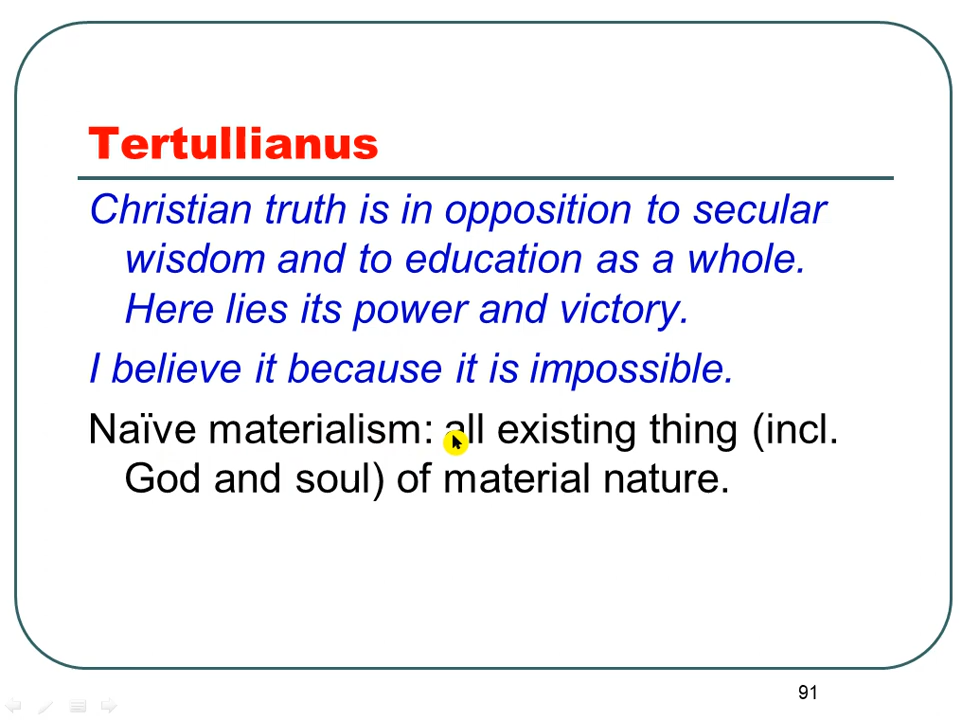 Tertullianus
Christian truth is in opposition to secular
wisdom and to education as a whole.
Here lies its power and victory.
I believe it because it is impossible.
Naïve materialism: all existing thing (incl.
God and soul) of material nature.
91